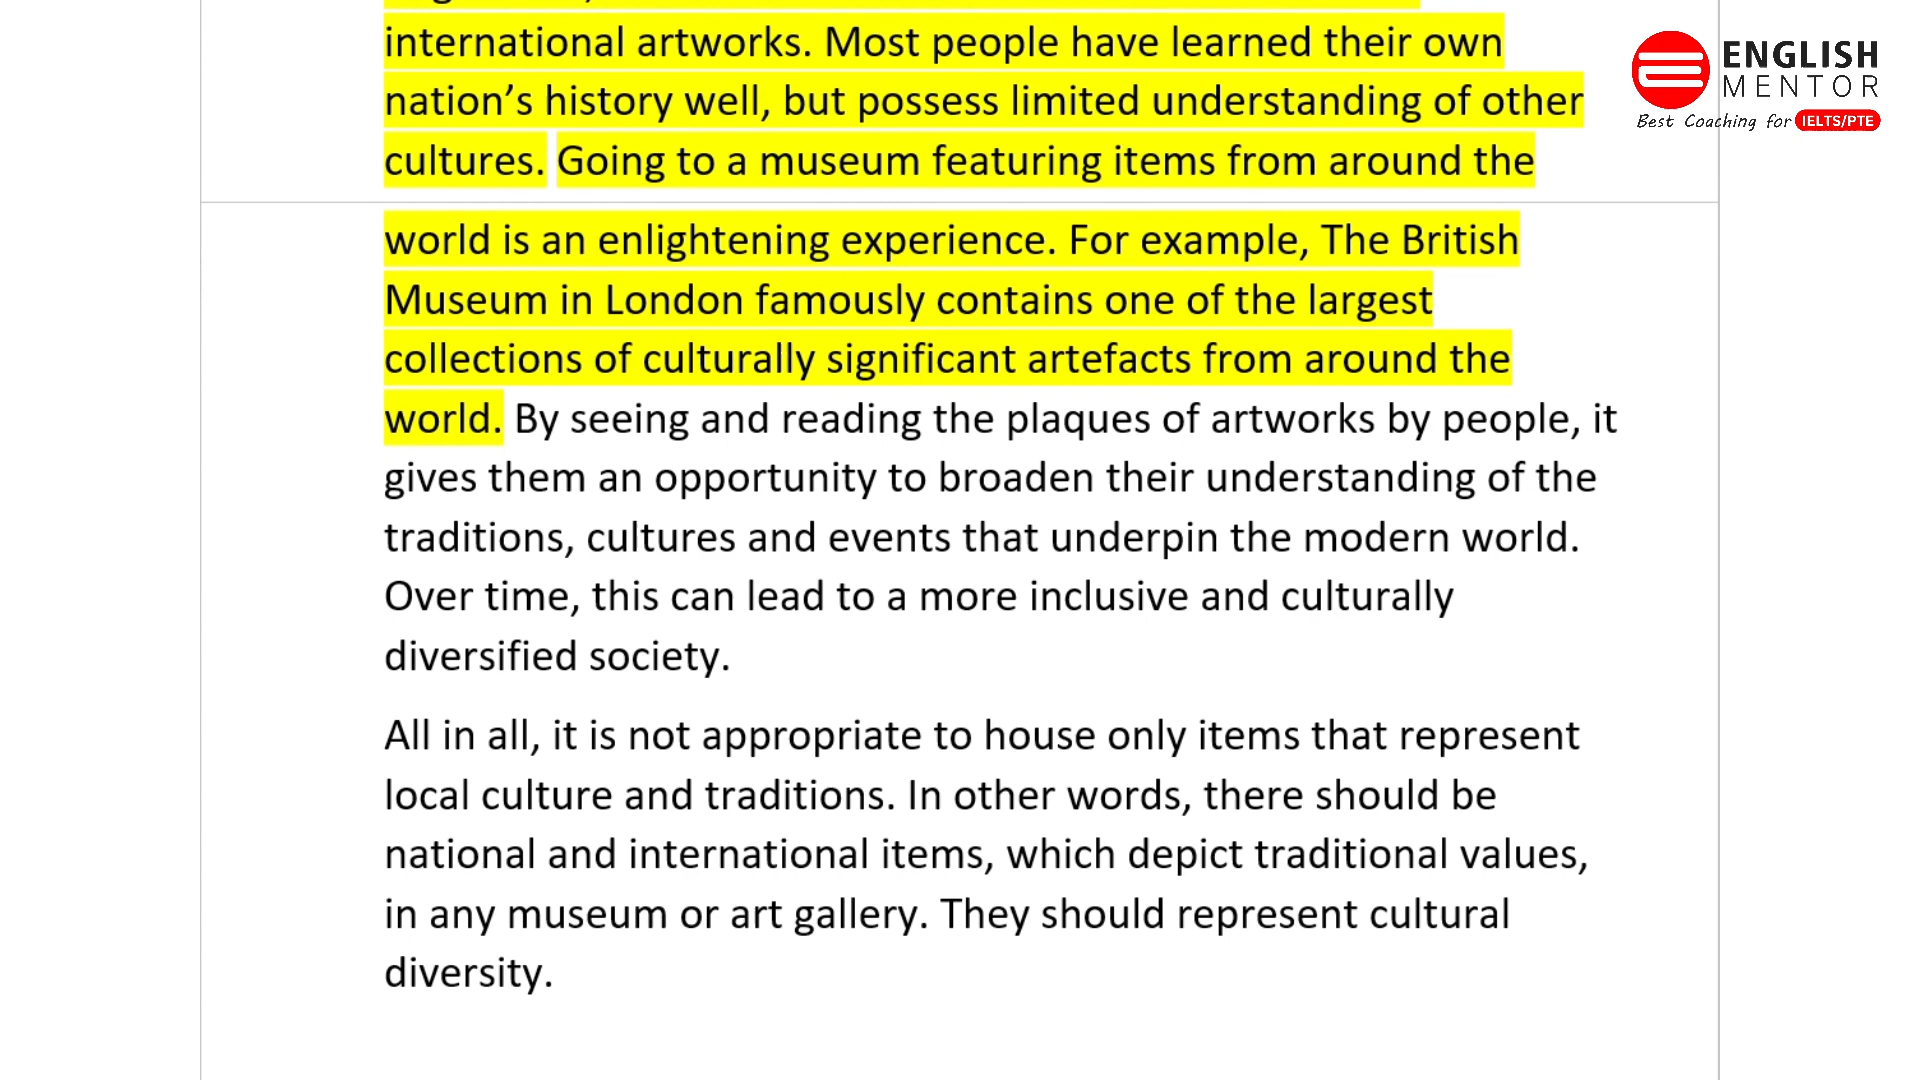 international artworks. Most people have learned their own
nation’s history well, but possess limited understanding of other
cultures. Going to a museum featuring items from around the
world is an enlightening experience. For example, The British
Museum in London famously contains one of the largest
collections of culturally significant artefacts from around the
world. By seeing and reading the plaques of artworks by people, it
gives them an opportunity to broaden their understanding of the
traditions, cultures and events that underpin the modern world.
Over time, this can lead to a more inclusive and culturally
diversified society.
All in all, it is not appropriate to house only items that represent
local culture and traditions. In other words, there should be
national and international items, which depict traditional values,
in any museum or art gallery. They should represent cultural
diversity.
ENGLISH
MENTOR
Best Coaching for IELTS/PTE